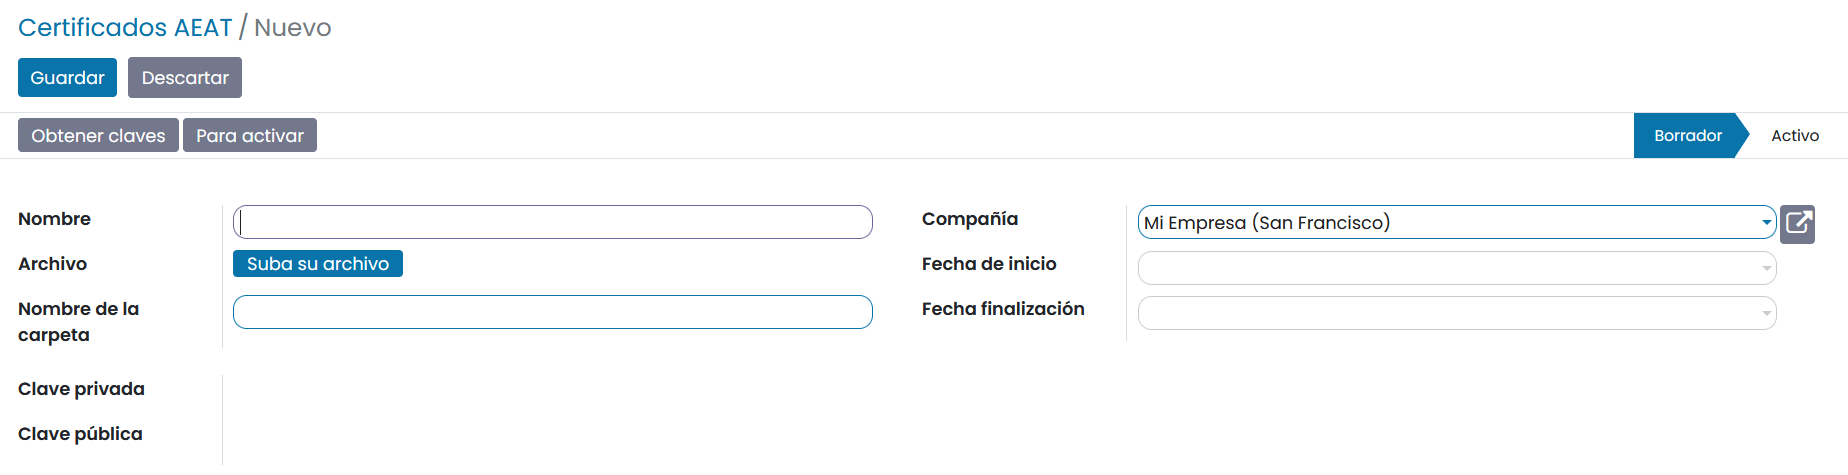 Certificados AEAT / Nuevo
Guardar Descartar
Obtener claves Para activar Borrador Activo
Nombre
Compañía Mi Empresa (San Francisco)
Archivo Suba su archivo
Fecha de inicio
Nombre de la
carpeta
Fecha finalización
Clave privada
Clave pública